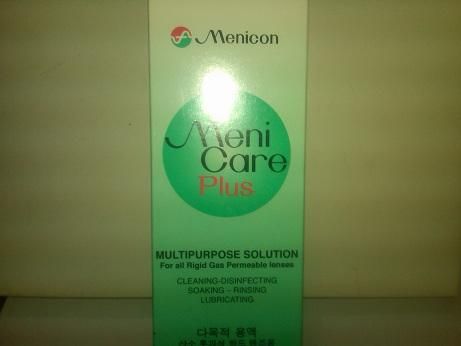 Menicon
Meni
Care
Plus
MULTIPURPOSE SOLUTION
For all Rigid Gas Permeable lenses
CLEANING-DISINFECTING
SOAKING – RINSING
LUBRICATING
다목적 용액